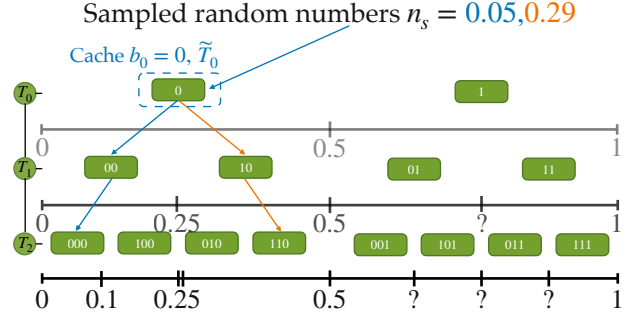 Sampled random numbers n_s = 0.05,0.29
Cache b_0 = 0, T̃_0
T_0 0 1
0 0.5 1
T_1 00 10 01 11
0 0.25 0.5 ? 1
T_2 000 100 010 110 001 101 011 111
0 0.1 0.25 0.5 ? ? ? 1